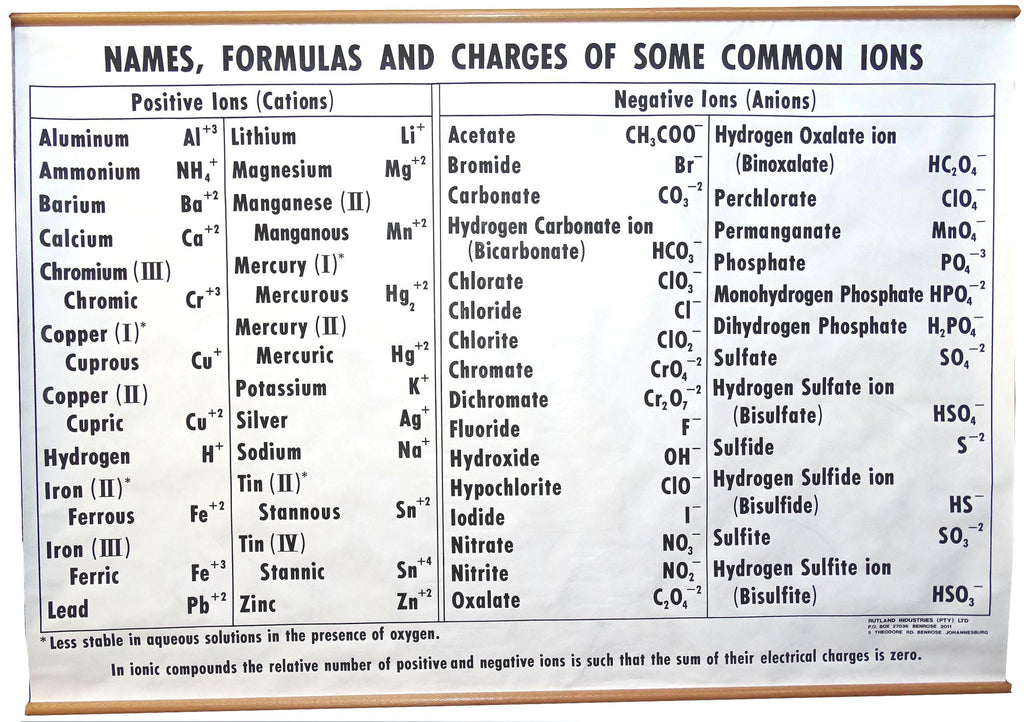 NAMES, FORMULAS AND CHARGES OF SOME COMMON IONS
Positive Ions (Cations)
Aluminum Al⁺³
Ammonium NH₄⁺
Barium Ba⁺²
Calcium Ca⁺²
Chromium (III)
Chromic Cr⁺³
Copper (I)*
Cuprous Cu⁺
Copper (II)
Cupric Cu⁺²
Hydrogen H⁺
Iron (II)*
Ferrous Fe⁺²
Iron (III)
Ferric Fe⁺³
Lead Pb⁺²
Lithium Li⁺
Magnesium Mg⁺²
Manganese (II)
Manganous Mn⁺²
Mercury (I)*
Mercurous Hg₂⁺²
Mercury (II)
Mercuric Hg⁺²
Potassium K⁺
Silver Ag⁺
Sodium Na⁺
Tin (II)*
Stannous Sn⁺²
Tin (IV)
Stannic Sn⁺⁴
Zinc Zn⁺²
Negative Ions (Anions)
Acetate CH₃COO⁻
Bromide Br⁻
Carbonate CO₃⁻²
Hydrogen Carbonate ion
(Bicarbonate) HCO₃⁻
Chlorate ClO₃⁻
Chloride Cl⁻
Chlorite ClO₂⁻
Chromate CrO₄⁻²
Dichromate Cr₂O₇⁻²
Fluoride F⁻
Hydroxide OH⁻
Hypochlorite ClO⁻
Iodide I⁻
Nitrate NO₃⁻
Nitrite NO₂⁻
Oxalate C₂O₄⁻²
Hydrogen Oxalate ion
(Binoxalate) HC₂O₄⁻
Perchlorate ClO₄⁻
Permanganate MnO₄⁻
Phosphate PO₄⁻³
Monohydrogen Phosphate HPO₄⁻²
Dihydrogen Phosphate H₂PO₄⁻
Sulfate SO₄⁻²
Hydrogen Sulfate ion
(Bisulfate) HSO₄⁻
Sulfide S⁻²
Hydrogen Sulfide ion
(Bisulfide) HS⁻
Sulfite SO₃⁻²
Hydrogen Sulfite ion
(Bisulfite) HSO₃⁻
RUTLAND INDUSTRIES (PTY) LTD
P.O. BOX 27036 BENROSE 2011
5 THEODORE RD. BENROSE JOHANNESBURG
*Less stable in aqueous solutions in the presence of oxygen.
In ionic compounds the relative number of positive and negative ions is such that the sum of their electrical charges is zero.